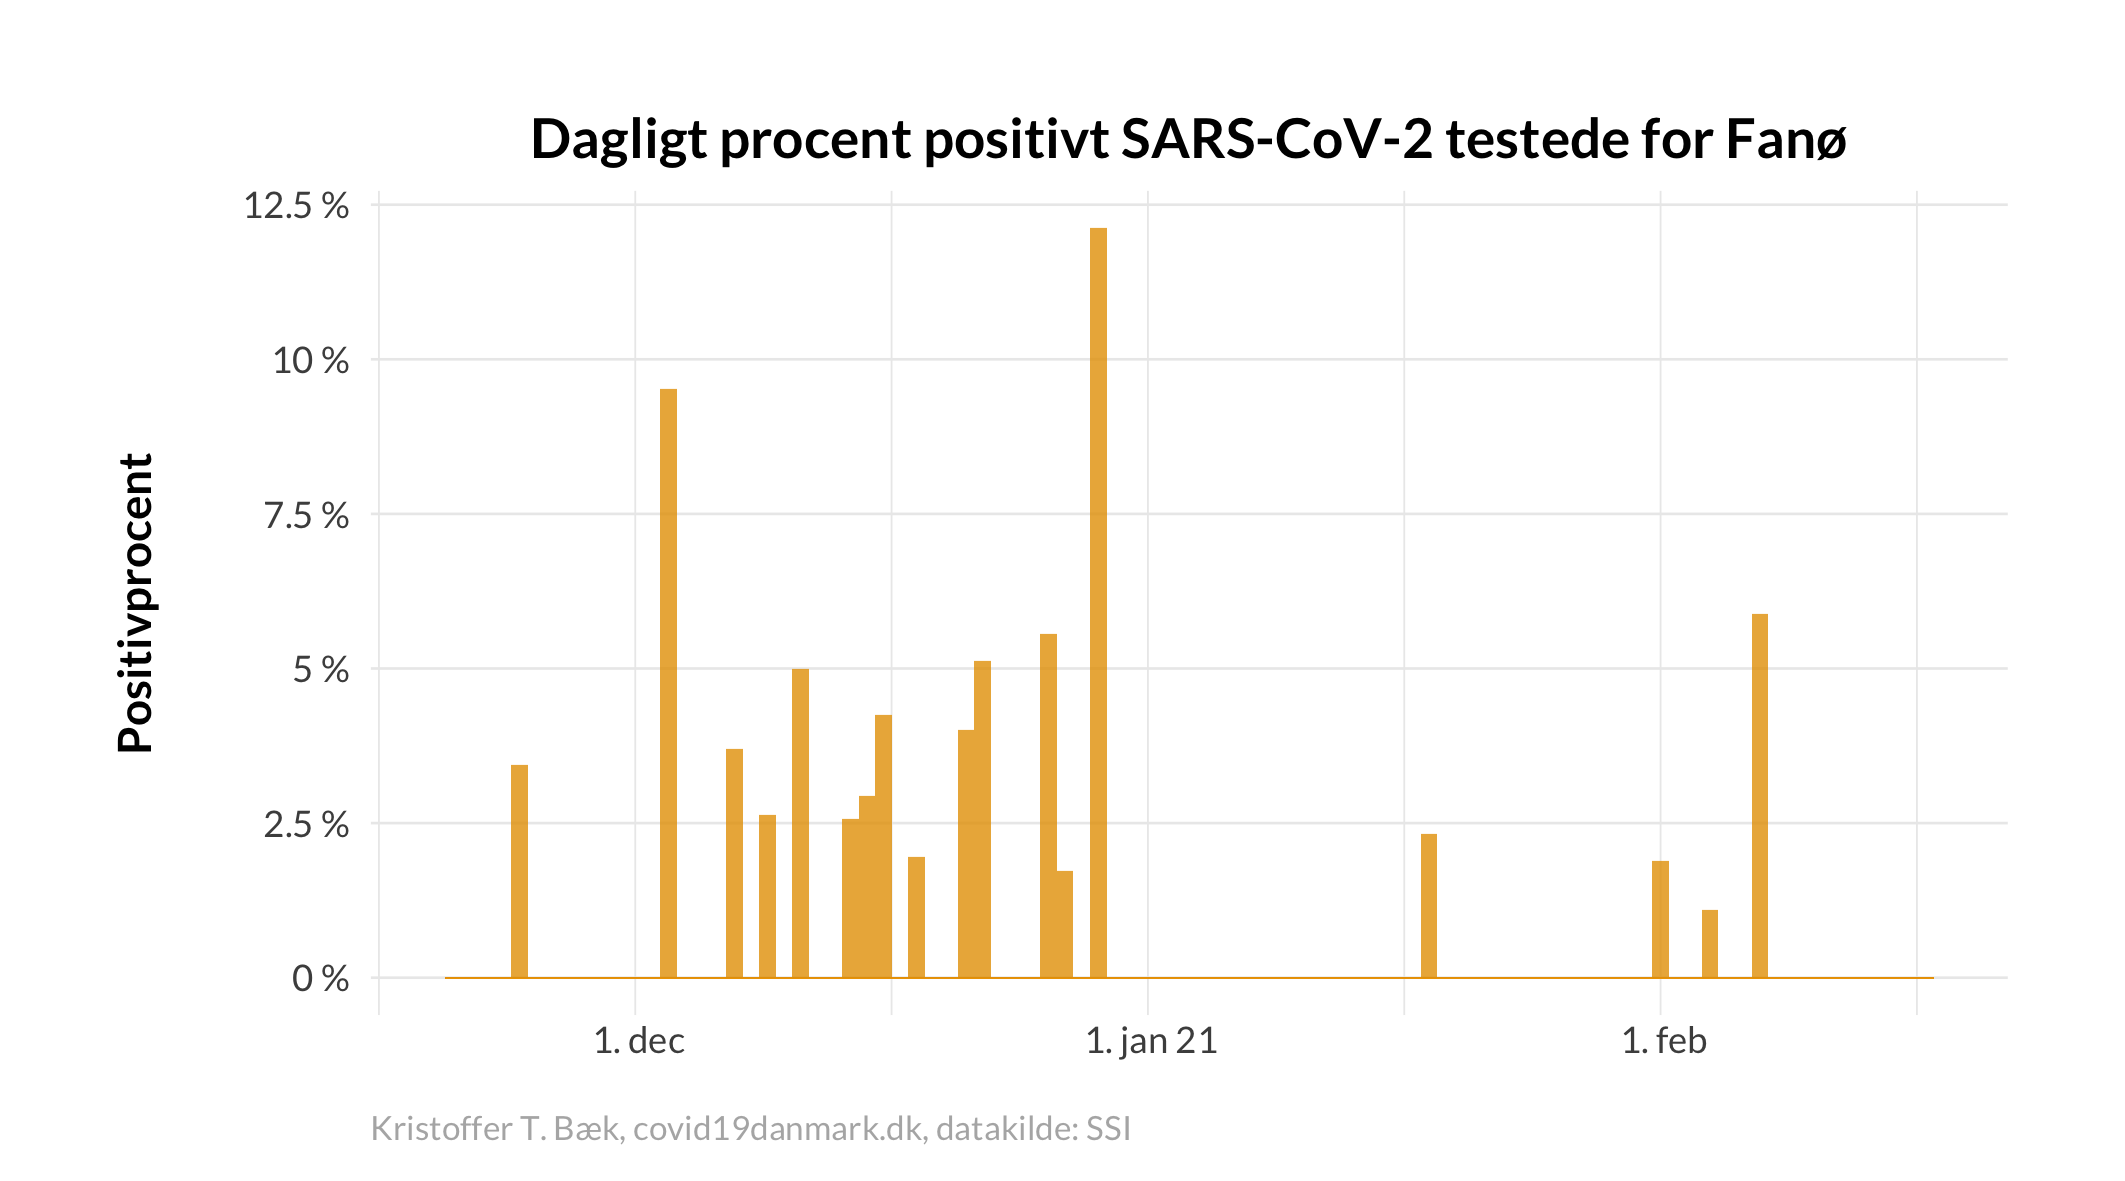 Dagligt procent positivt SARS-CoV-2 testede for Fanø
12.5 %
10 %
7.5 %
5 %
2.5 %
0 %
Positivprocent
1. dec
1. jan 21
1. feb
Kristoffer T. Bæk, covid19danmark.dk, datakilde: SSI